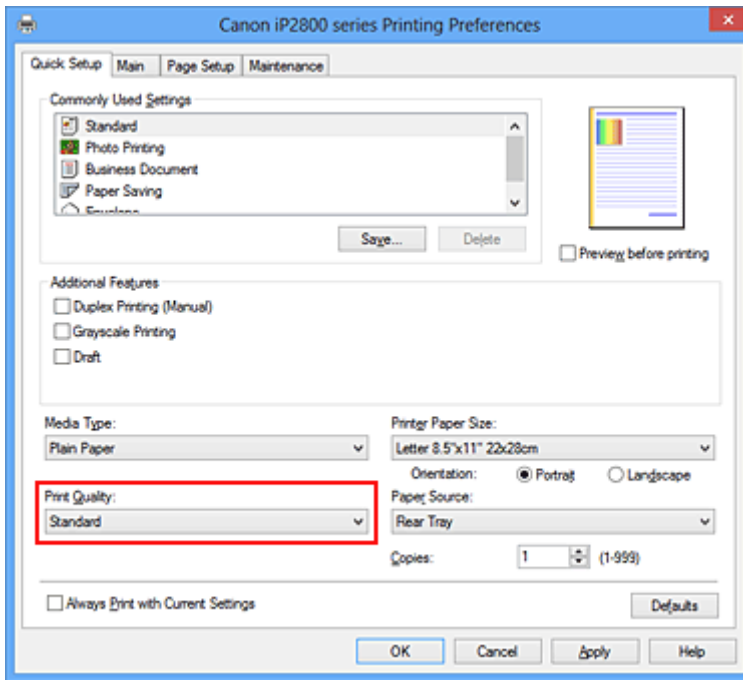 Canon iP2800 series Printing Preferences
Quick Setup Main Page Setup Maintenance
Commonly Used Settings
Standard
Photo Printing
Business Document
Paper Saving
Envelope
Save... Delete
Preview before printing
Additional Features
Duplex Printing (Manual)
Grayscale Printing
Draft
Media Type: Printer Paper Size:
Plain Paper Letter 8.5"x11" 22x28cm
Orientation: Portrait Landscape
Print Quality: Paper Source:
Standard Rear Tray
Copies: 1 (1-999)
Always Print with Current Settings Defaults
OK Cancel Apply Help